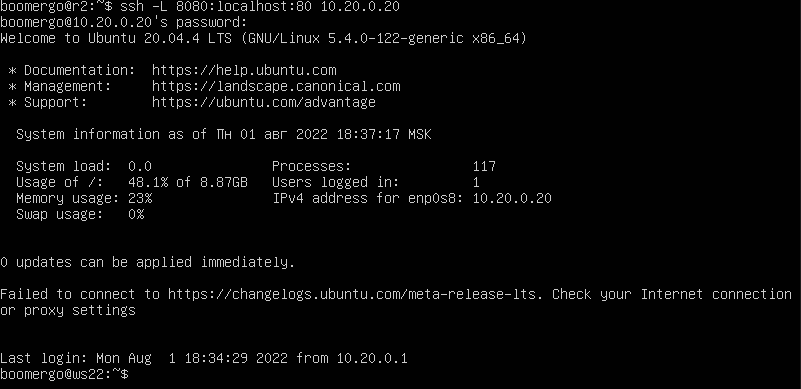 boomergo@r2:~$ ssh -L 8080:localhost:80 10.20.0.20
boomergo@10.20.0.20's password:
Welcome to Ubuntu 20.04.4 LTS (GNU/Linux 5.4.0-122-generic x86_64)
* Documentation: https://help.ubuntu.com
* Management: https://landscape.canonical.com
* Support: https://ubuntu.com/advantage
System information as of Пн 01 авг 2022 18:37:17 MSK
System load: 0.0 Processes: 117
Usage of /: 48.1% of 8.87GB Users logged in: 1
Memory usage: 23% IPv4 address for enp0s8: 10.20.0.20
Swap usage: 0%
0 updates can be applied immediately.
Failed to connect to https://changelogs.ubuntu.com/meta-release-lts. Check your Internet connection
or proxy settings
Last login: Mon Aug 1 18:34:29 2022 from 10.20.0.1
boomergo@ws22:~$